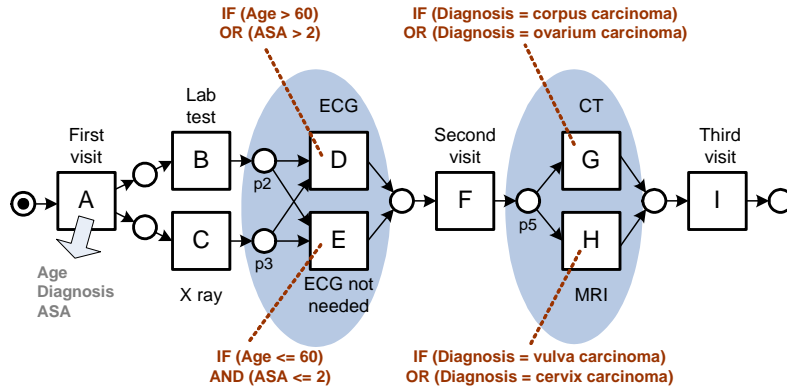 IF (Age > 60)
OR (ASA > 2)
IF (Diagnosis = corpus carcinoma)
OR (Diagnosis = ovarium carcinoma)
First
visit
Lab
test
ECG
Second
visit
CT
Third
visit
A
B
C
p2
p3
D
E
F
p5
G
H
I
Age
Diagnosis
ASA
X ray
ECG not
needed
MRI
IF (Age <= 60)
AND (ASA <= 2)
IF (Diagnosis = vulva carcinoma)
OR (Diagnosis = cervix carcinoma)